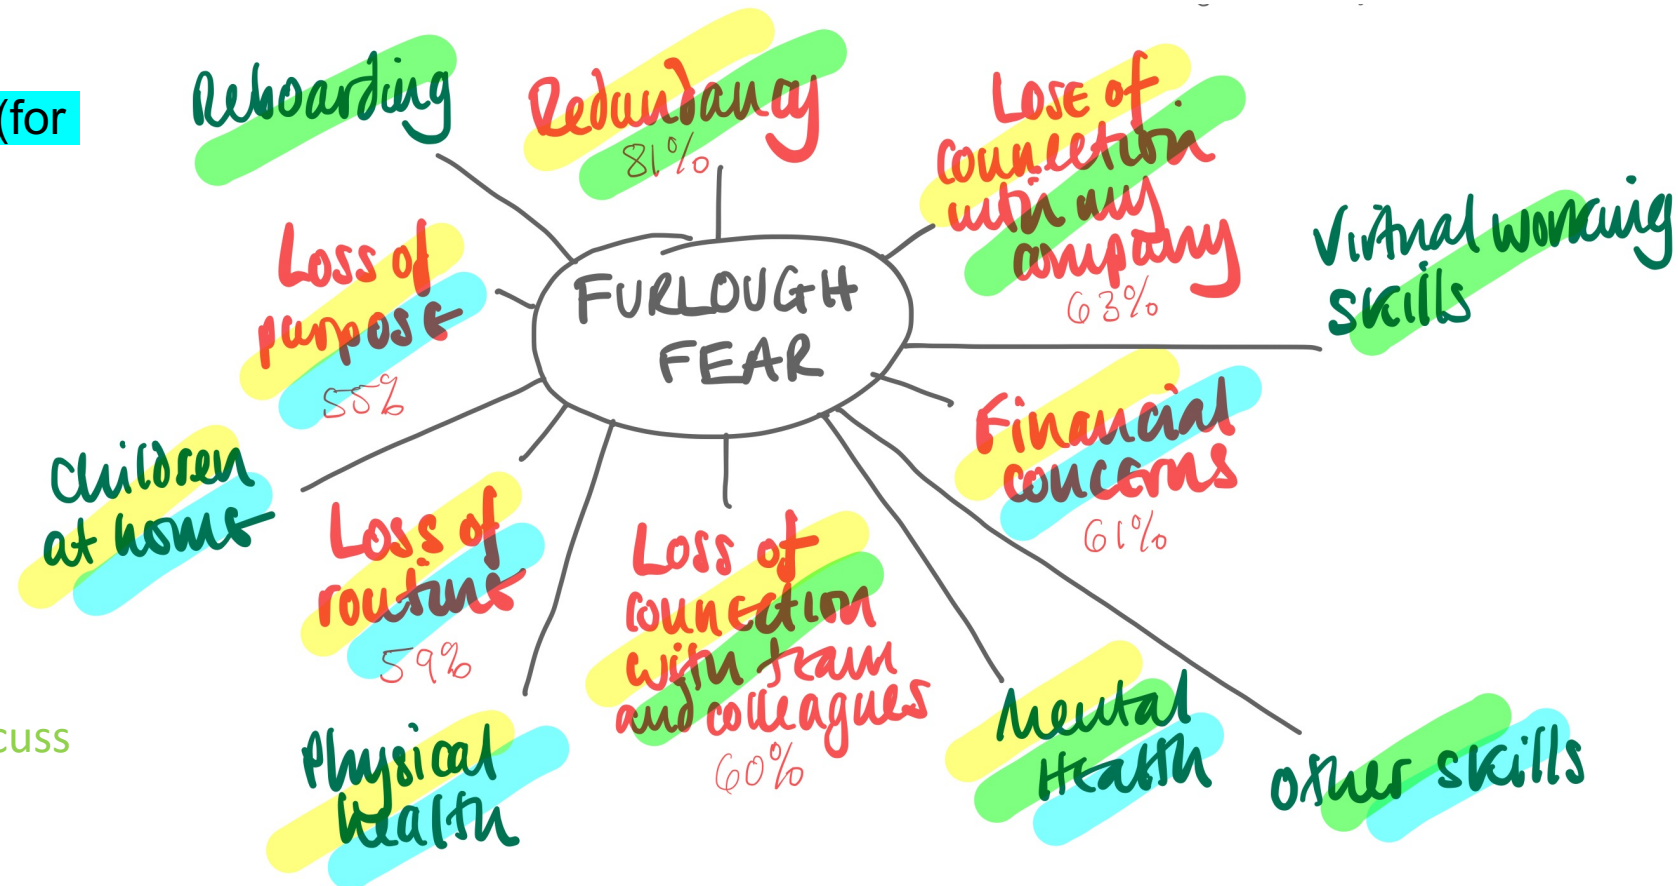 (for
Reboarding
Redundancy
81%
LOSE of
connection
within my
company
63%
Virtual working
skills
Loss of
purpose
55%
FURLOUGH
FEAR
Financial
concerns
61%
Children
at home
Loss of
routine
59%
Loss of
connection
with team
and colleagues
60%
cuss
Physical
health
Mental
Health
other skills